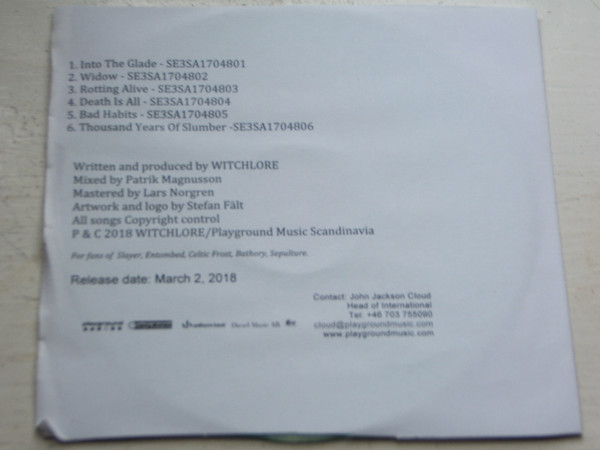 1. Into The Glade - SE3SA1704801
2. Widow - SE3SA1704802
3. Rotting Alive - SE3SA1704803
4. Death Is All - SE3SA1704804
5. Bad Habits - SE3SA1704805
6. Thousand Years Of Slumber -SE3SA1704806
Written and produced by WITCHLORE
Mixed by Patrik Magnusson
Mastered by Lars Norgren
Artwork and logo by Stefan Fält
All songs Copyright control
P & C 2018 WITCHLORE/Playground Music Scandinavia
For fans of Slayer, Entombed, Celtic Frost, Bathory, Sepulture.
Release date: March 2, 2018
Contact: John Jackson Cloud
Head of International
Tel. +46 703 755090
cloud@playgroundmusic.com
www.playgroundmusic.com
playground